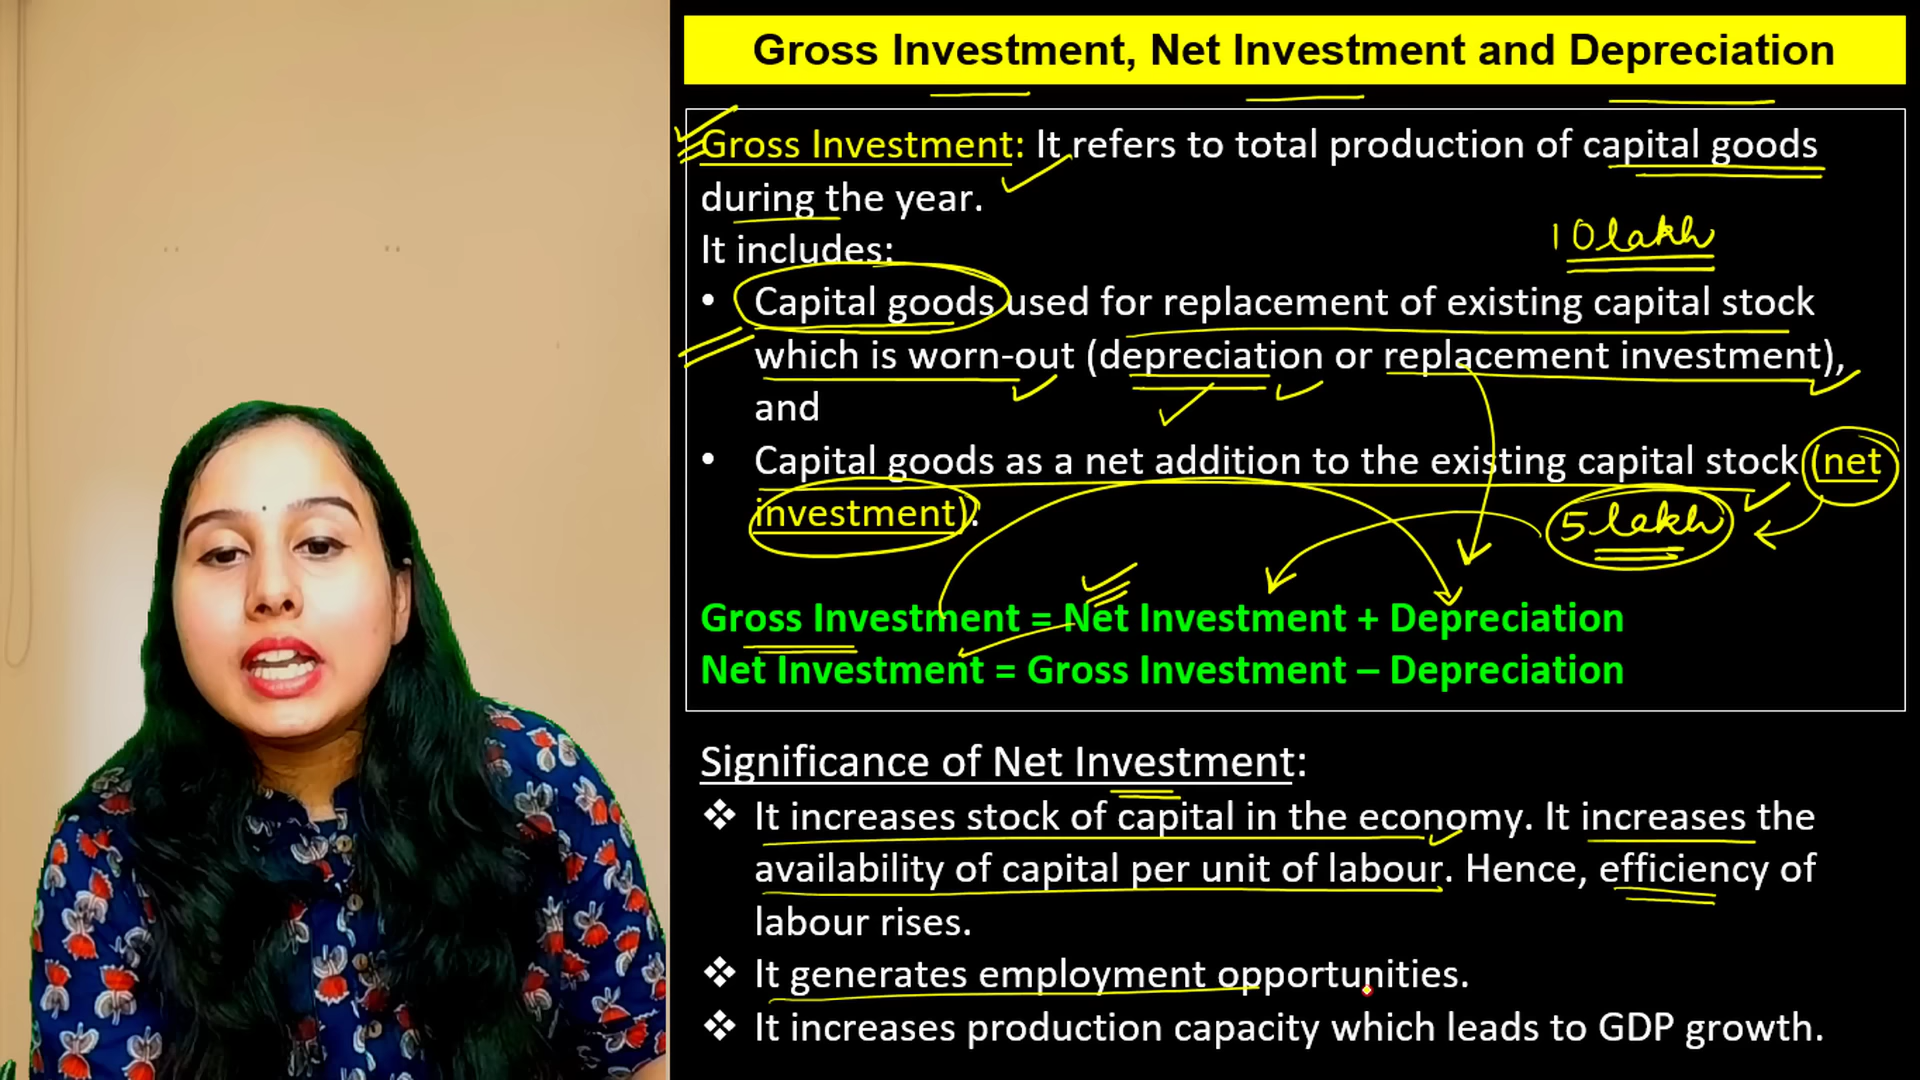 Gross Investment, Net Investment and Depreciation
Gross Investment: It refers to total production of capital goods
during the year.
10 lakh
It includes:
• Capital goods used for replacement of existing capital stock
which is worn-out (depreciation or replacement investment),
and
• Capital goods as a net addition to the existing capital stock (net
investment).
5 lakh
Gross Investment = Net Investment + Depreciation
Net Investment = Gross Investment – Depreciation
Significance of Net Investment:
❖ It increases stock of capital in the economy. It increases the
availability of capital per unit of labour. Hence, efficiency of
labour rises.
❖ It generates employment opportunities.
❖ It increases production capacity which leads to GDP growth.